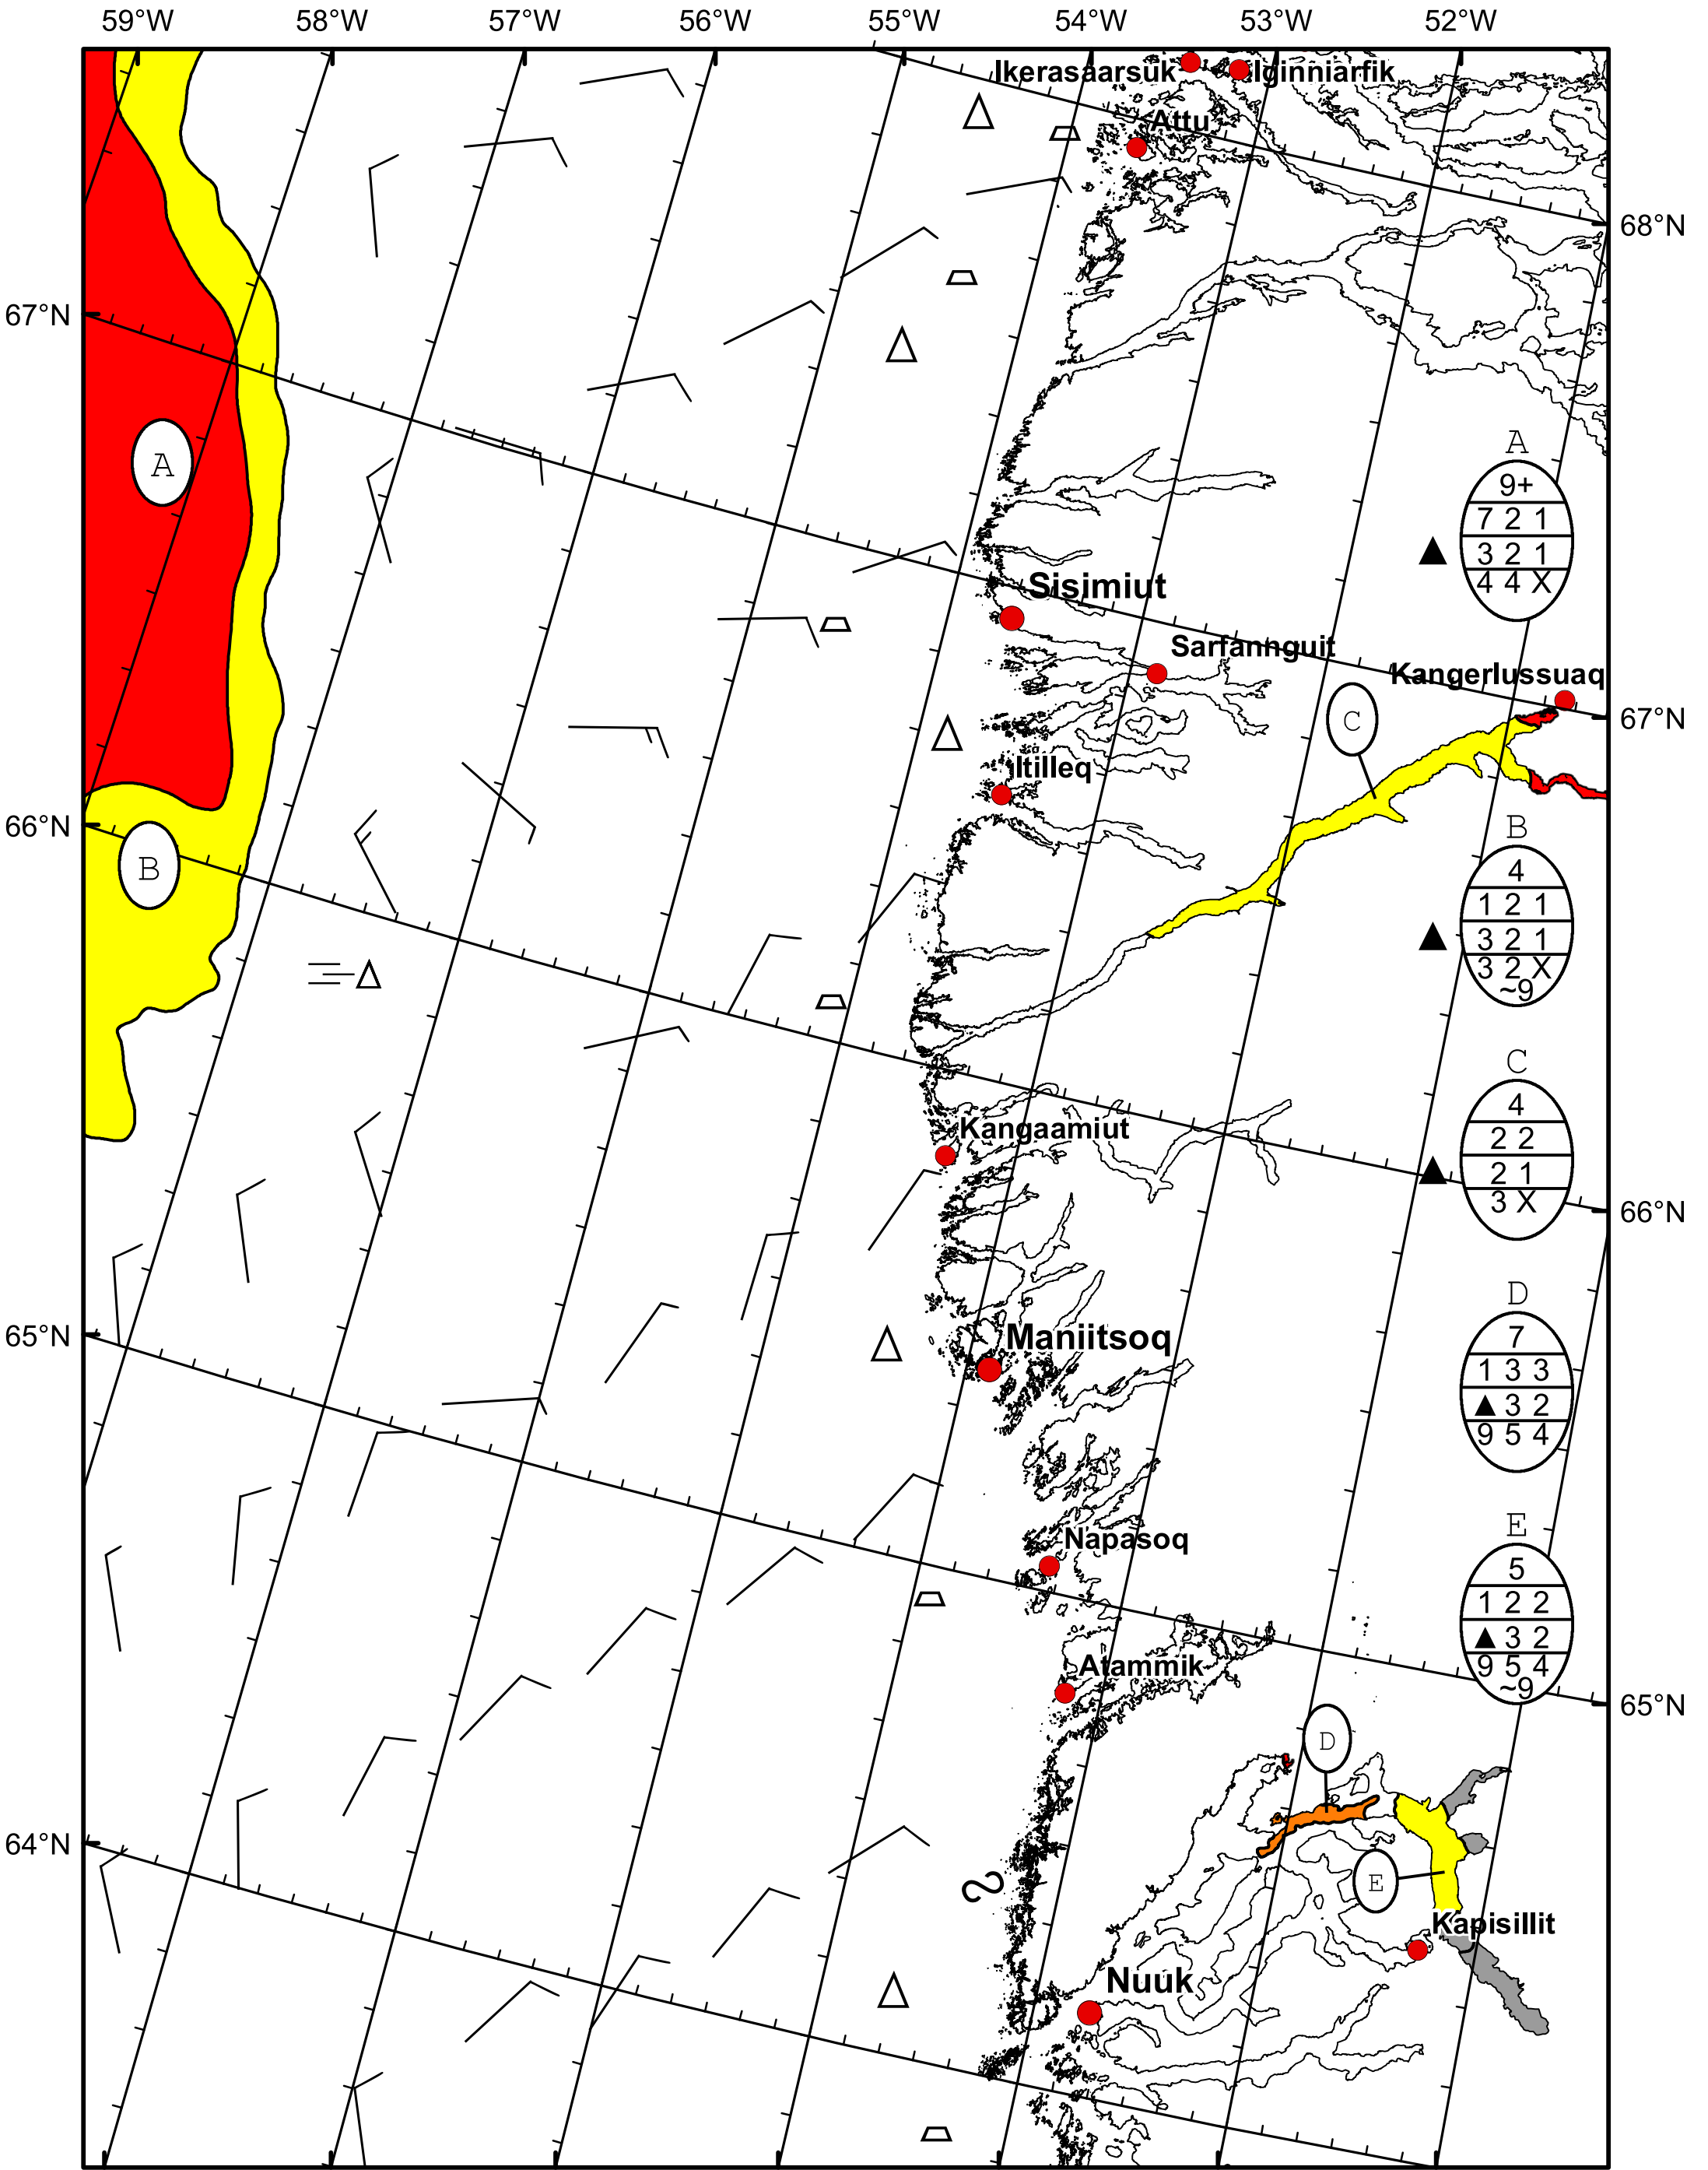 59°W 58°W 57°W 56°W 55°W 54°W 53°W 52°W
Ikerasaarsuk Iginniarfik
Attu
68°N
67°N
A
A
9+
7 2 1
3 2 1
4 4 X
Sisimiut
Sarfannguit
Kangerlussuaq
C
67°N
Itilleq
66°N
B
B
4
1 2 1
3 2 1
3 2 X
~9
C
4
2 2
2 1
3 X
Kangaamiut
66°N
D
7
1 3 3
▲ 3 2
9 5 4
65°N
Maniitsoq
E
5
1 2 2
▲ 3 2
9 5 4
~9
Napasoq
Atammik
65°N
D
64°N
E
Kapisillit
Nuuk